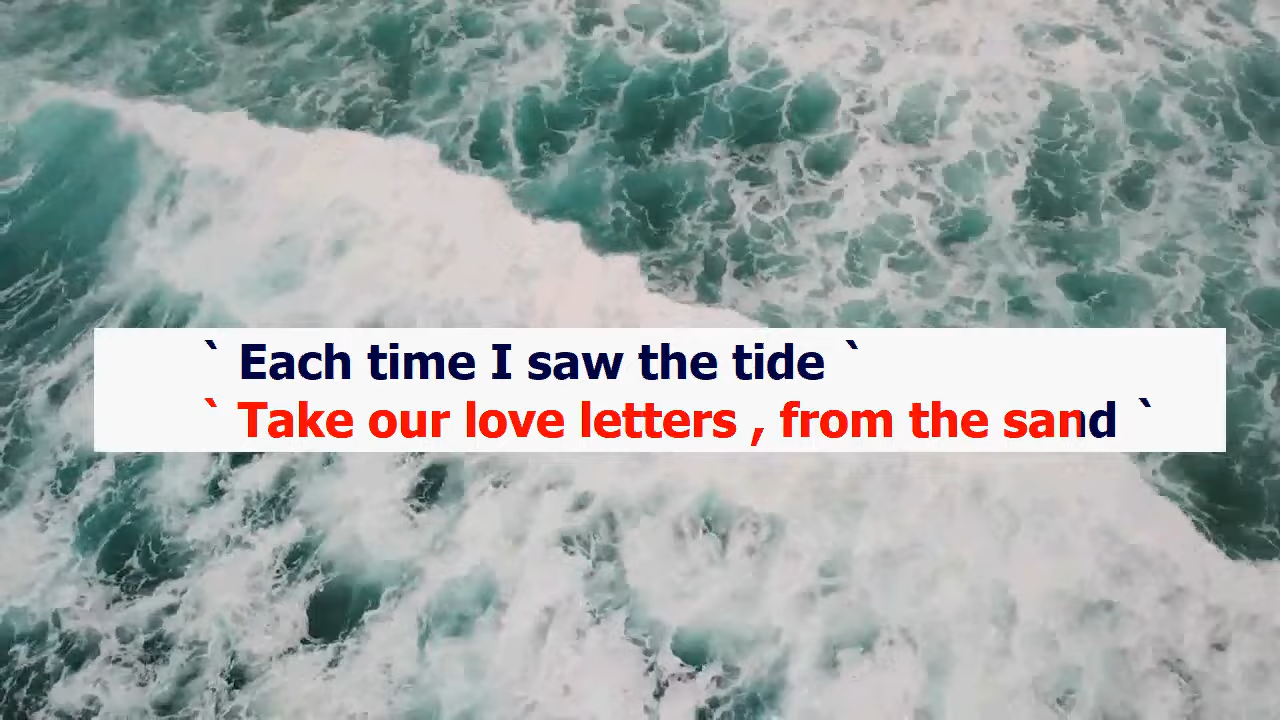 ` Each time I saw the tide `
` Take our love letters , from the sand `